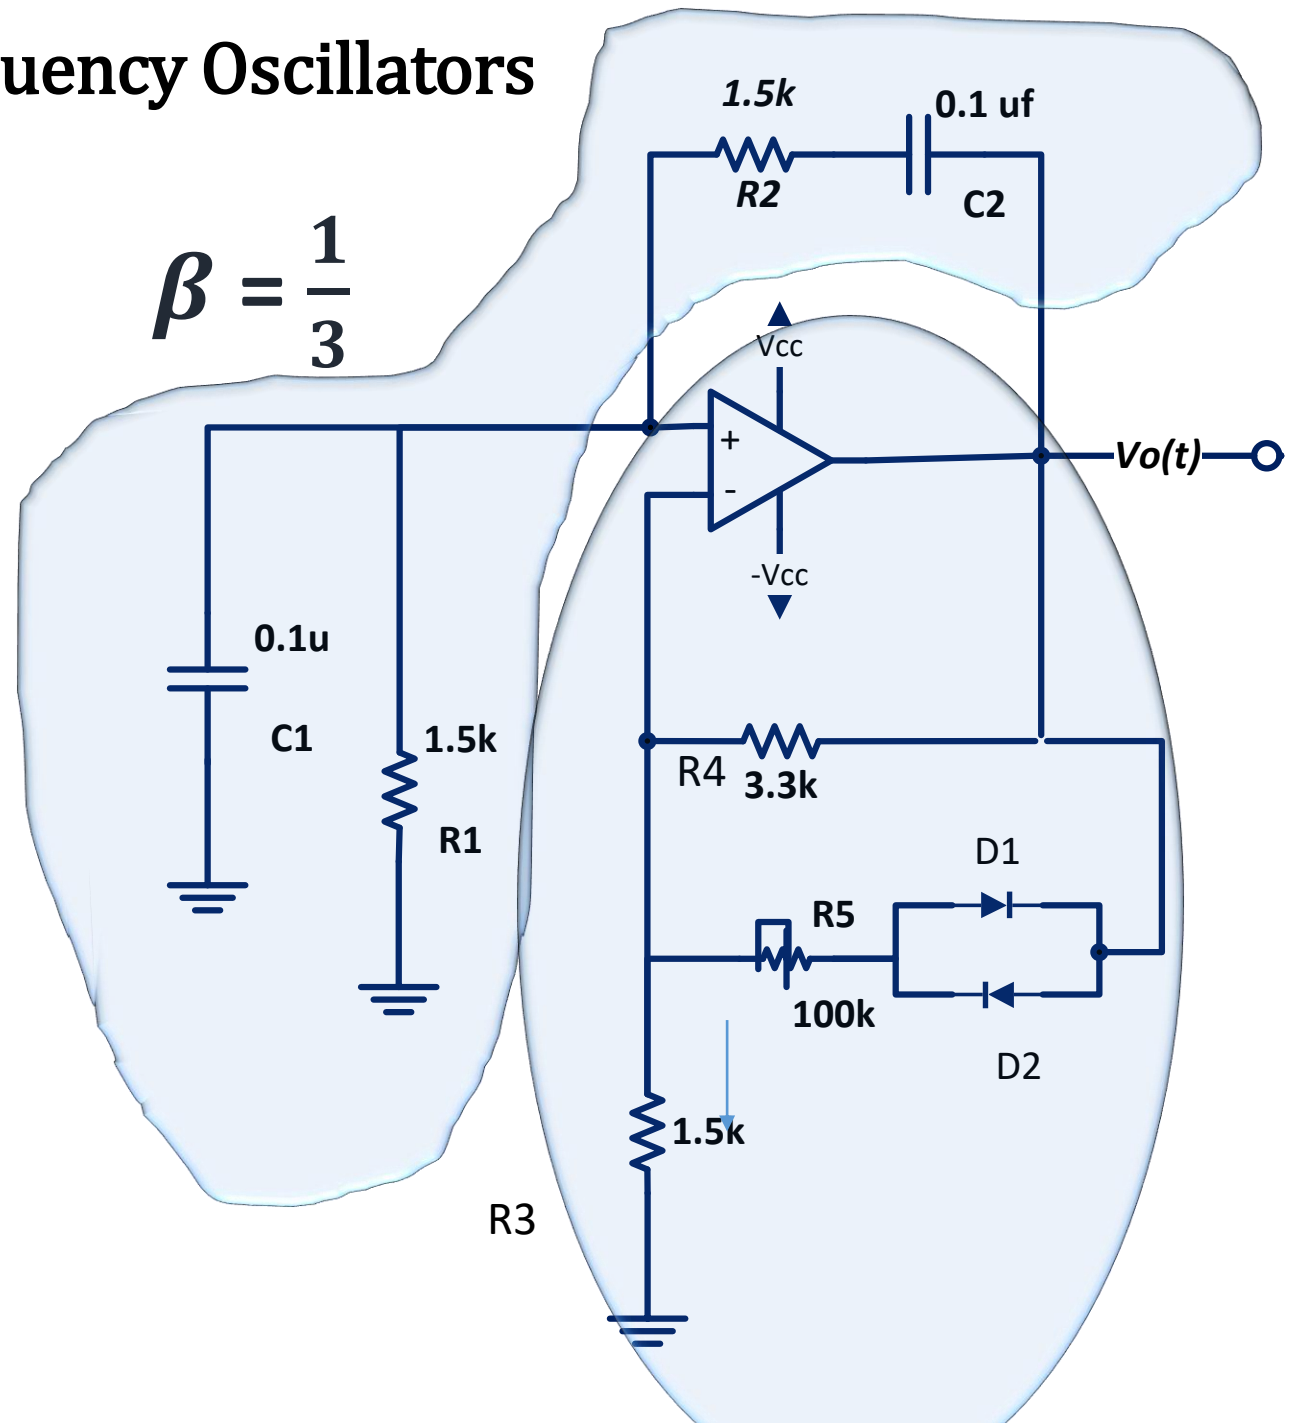 uency Oscillators
1.5k
0.1 uf
R2
C2
β = 1/3
Vcc
+
-
Vo(t)
-Vcc
0.1u
C1
1.5k
R1
R4
3.3k
D1
R5
100k
D2
1.5k
R3